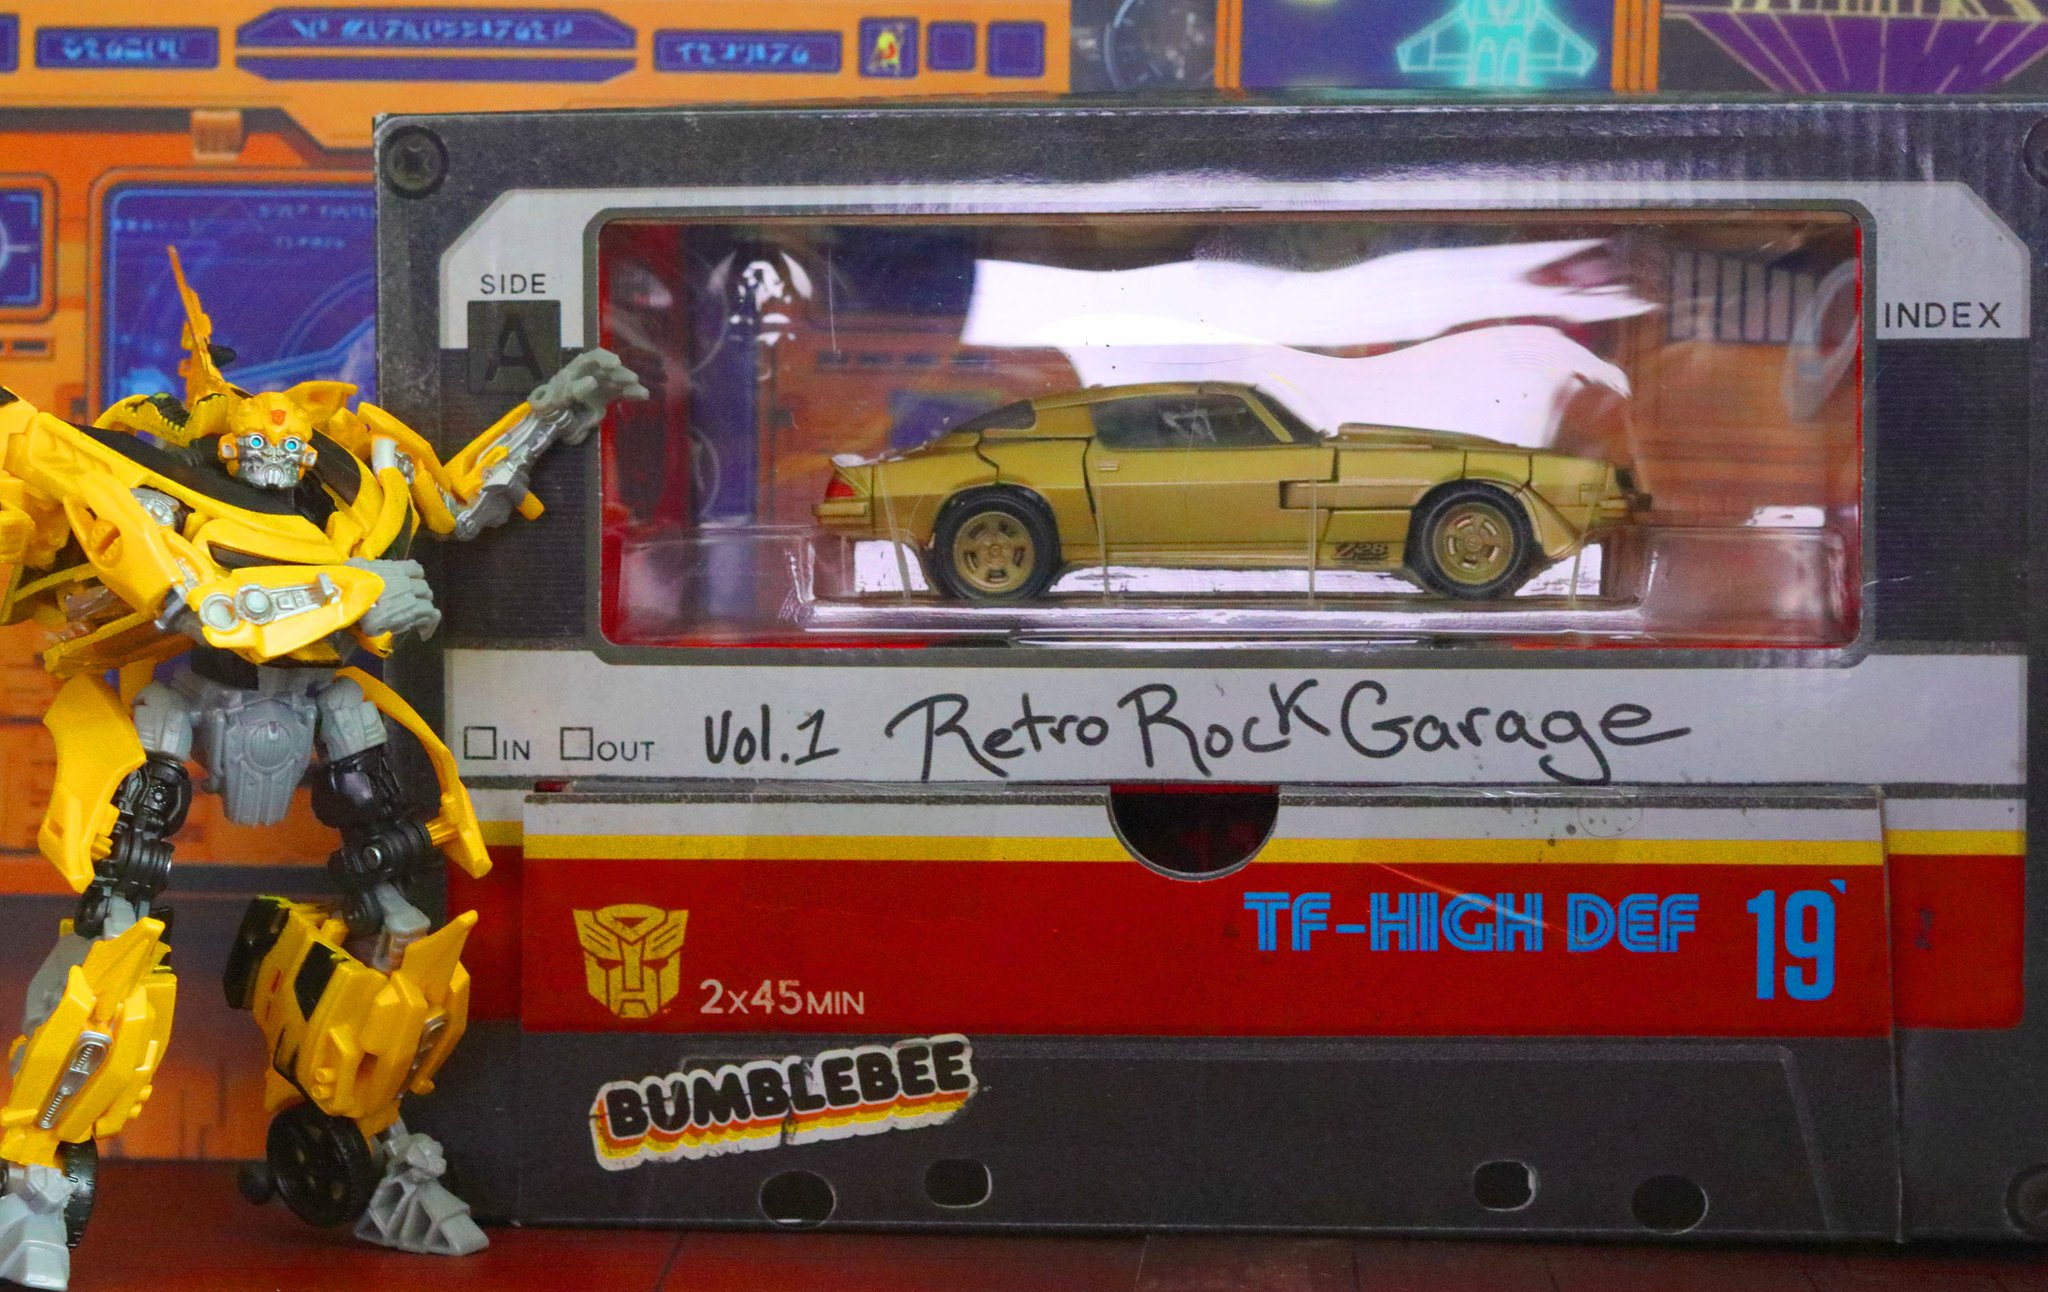 SIDE
A
INDEX
Z28
IN OUT Vol.1 Retro Rock Garage
TF-HIGH DEF 19
2x45MIN
BUMBLEBEE